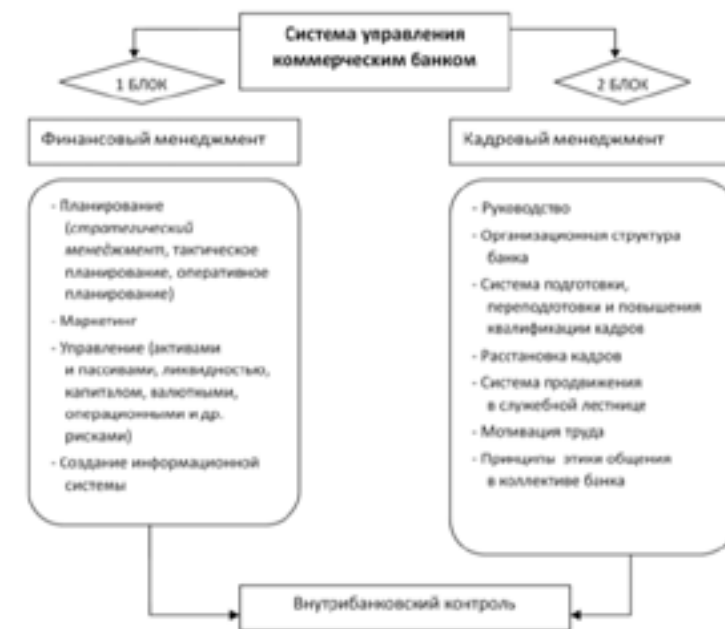 Система управления
коммерческим банком
1 БЛОК
2 БЛОК
Финансовый менеджмент
- Планирование
(стратегический
менеджмент, тактическое
планирование, оперативное
планирование)
- Маркетинг
- Управление (активами
и пассивами, ликвидностью,
капиталом, валютными,
операционными и др.
рисками)
- Создание информационной
системы
Кадровый менеджмент
- Руководство
- Организационная структура
банка
- Система подготовки,
переподготовки и повышения
квалификации кадров
- Расстановка кадров
- Система продвижения
в служебной лестнице
- Мотивация труда
- Принципы этики общения
в коллективе банка
Внутрибанковский контроль